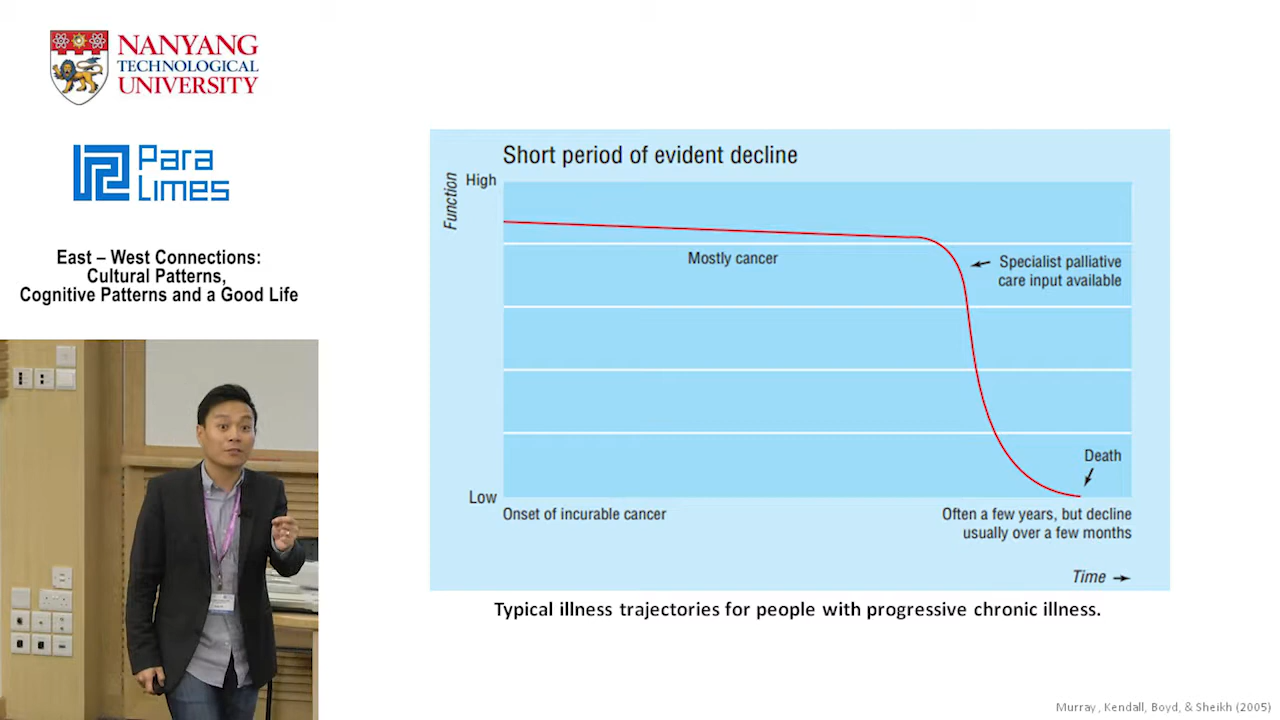 NANYANG
TECHNOLOGICAL
UNIVERSITY
Para
Limes
East – West Connections:
Cultural Patterns,
Cognitive Patterns and a Good Life
Short period of evident decline
Function
High
Mostly cancer
Specialist palliative
care input available
Death
Low
Onset of incurable cancer
Often a few years, but decline
usually over a few months
Time
Typical illness trajectories for people with progressive chronic illness.
Murray, Kendall, Boyd, & Sheikh (2005)